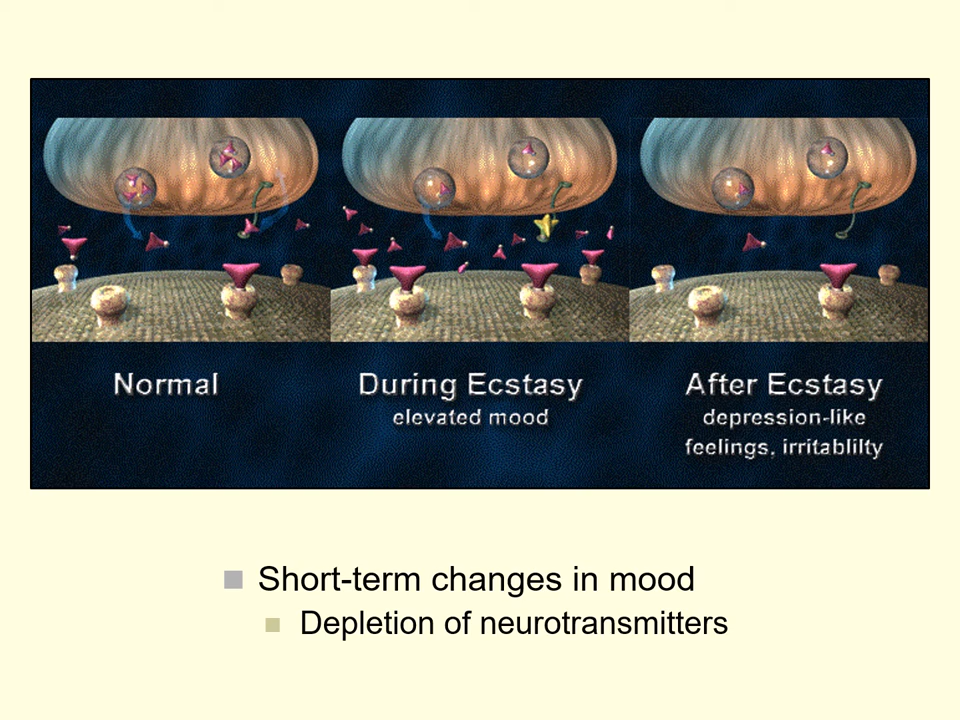 Normal
During Ecstasy
elevated mood
After Ecstasy
depression-like
feelings, irritablilty
Short-term changes in mood
Depletion of neurotransmitters